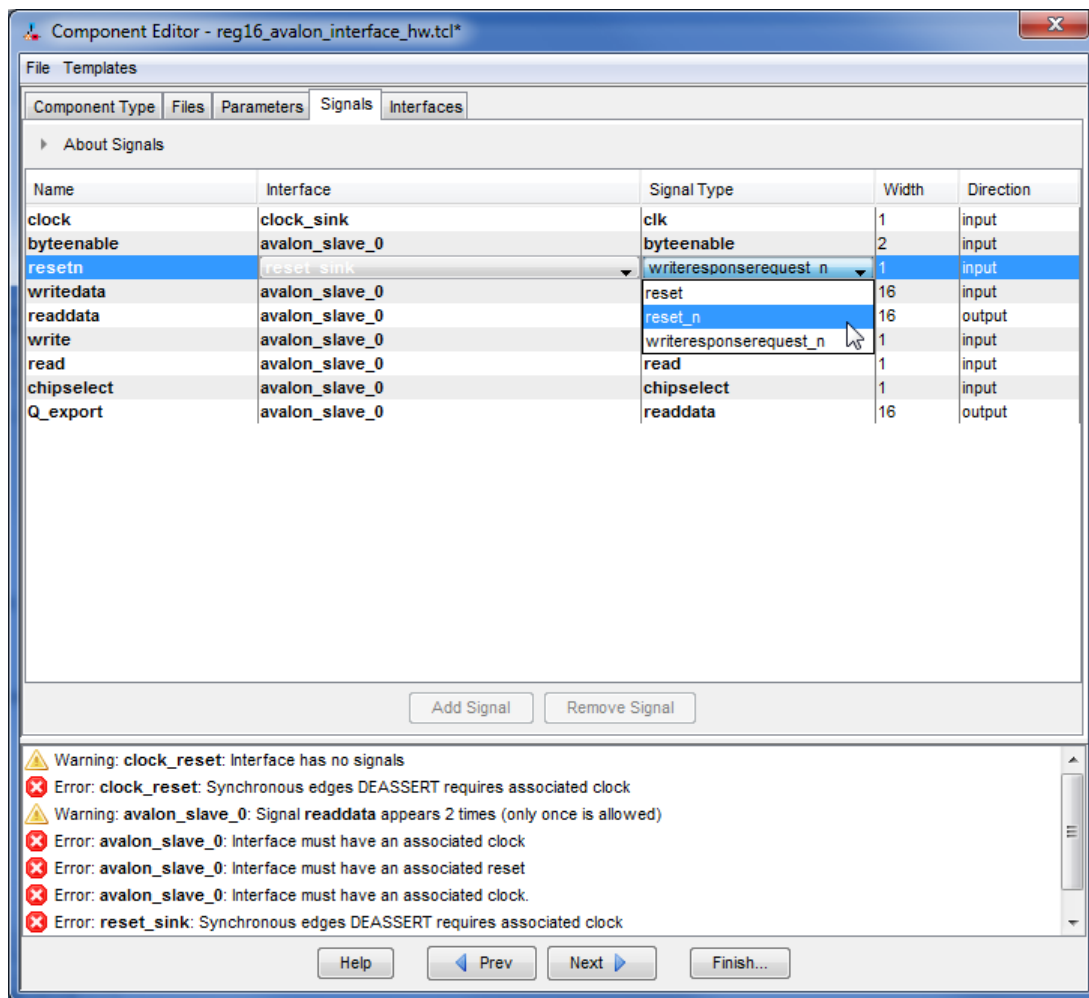 Component Editor - reg16_avalon_interface_hw.tcl*
File Templates
Component Type Files Parameters Signals Interfaces
About Signals
Name Interface Signal Type Width Direction
clock clock_sink clk 1 input
byteenable avalon_slave_0 byteenable 2 input
resetn reset_sink writeresponserequest_n 1 input
writedata avalon_slave_0 reset 16 input
readdata avalon_slave_0 reset_n 16 output
write avalon_slave_0 writeresponserequest_n 1 input
read avalon_slave_0 read 1 input
chipselect avalon_slave_0 chipselect 1 input
Q_export avalon_slave_0 readdata 16 output
Add Signal Remove Signal
Warning: clock_reset: Interface has no signals
Error: clock_reset: Synchronous edges DEASSERT requires associated clock
Warning: avalon_slave_0: Signal readdata appears 2 times (only once is allowed)
Error: avalon_slave_0: Interface must have an associated clock
Error: avalon_slave_0: Interface must have an associated reset
Error: avalon_slave_0: Interface must have an associated clock.
Error: reset_sink: Synchronous edges DEASSERT requires associated clock
Help Prev Next Finish...